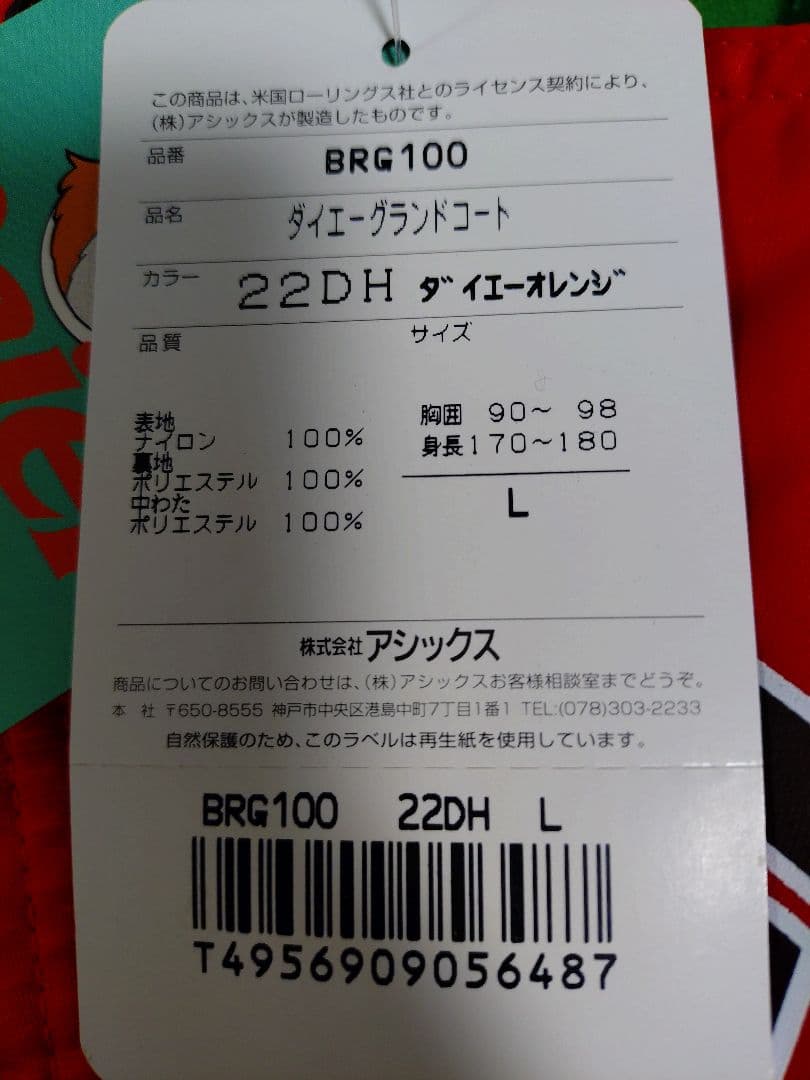 この商品は、米国ローリングス社とのライセンス契約により、
(株)アシックスが製造したものです。
品番 BRG100
品名 ダイエーグランドコート
カラー 22DH ダイエーオレンジ
品質 サイズ
表地
ナイロン 100%
裏地
ポリエステル 100%
中わた
ポリエステル 100%
胸囲 90~ 98
身長170~180
L
株式会社アシックス
商品についてのお問い合わせは、(株)アシックスお客様相談室までどうぞ。
本 社 〒650-8555 神戸市中央区港島中町7丁目1番1 TEL:(078)303-2233
自然保護のため、このラベルは再生紙を使用しています。
BRG100 22DH L
T4956909056487